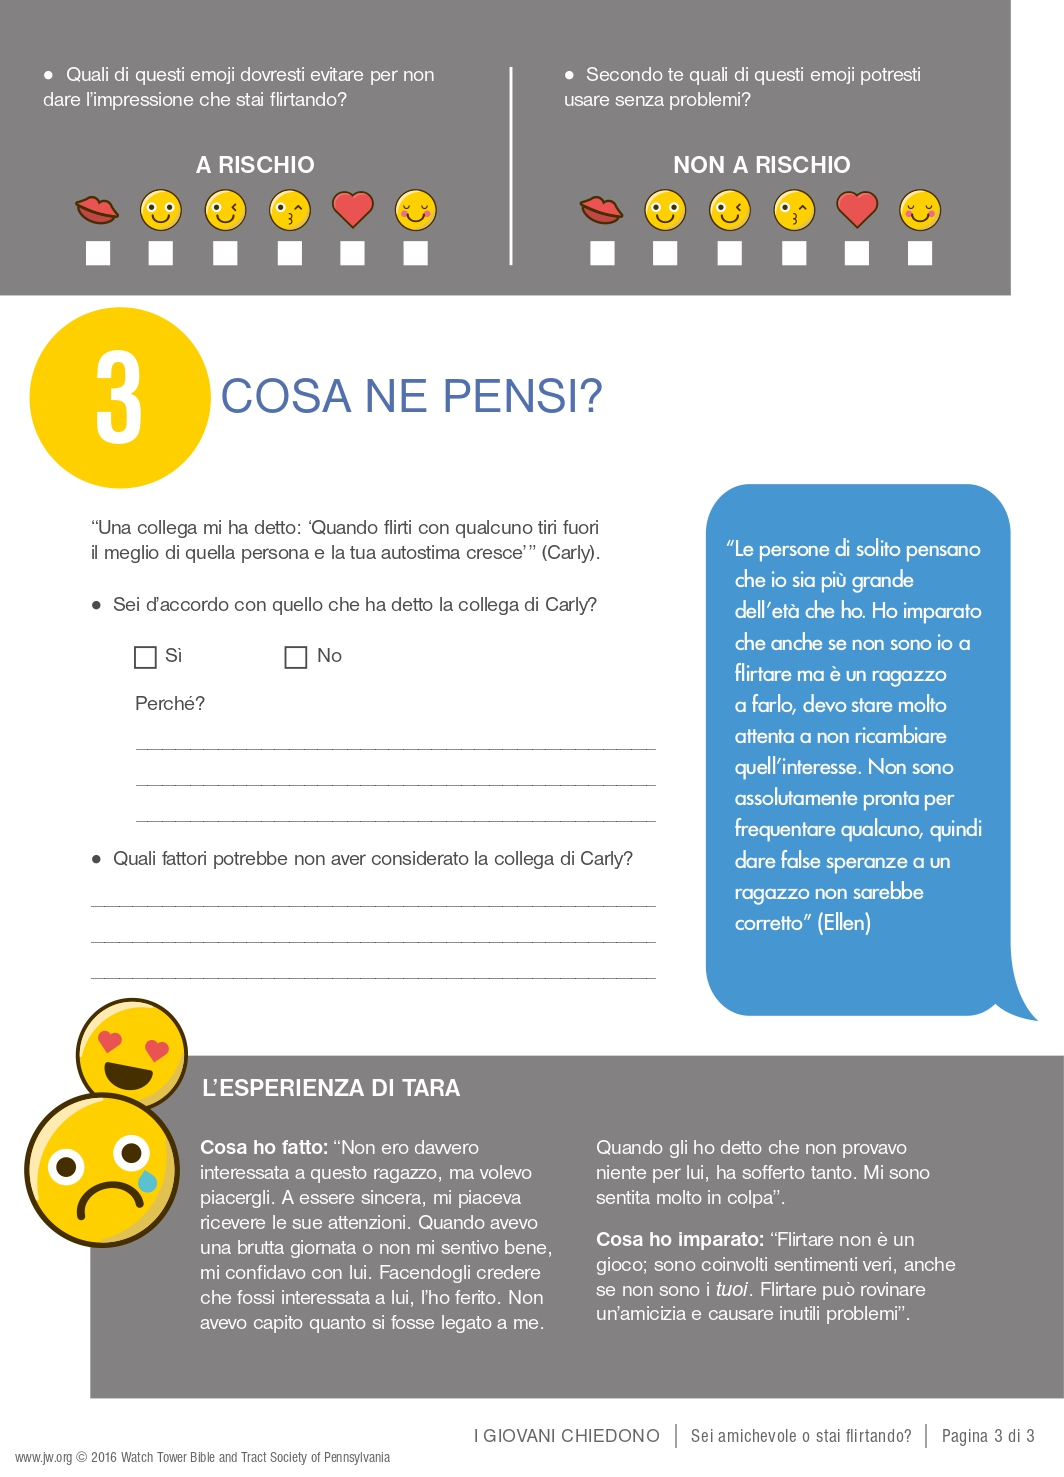 ● Quali di questi emoji dovresti evitare per non
dare l’impressione che stai flirtando?
A RISCHIO
● Secondo te quali di questi emoji potresti
usare senza problemi?
NON A RISCHIO
3
COSA NE PENSI?
“Una collega mi ha detto: ‘Quando flirti con qualcuno tiri fuori
il meglio di quella persona e la tua autostima cresce’” (Carly).
● Sei d’accordo con quello che ha detto la collega di Carly?
Sì No
Perché?
● Quali fattori potrebbe non aver considerato la collega di Carly?
“Le persone di solito pensano
che io sia più grande
dell’età che ho. Ho imparato
che anche se non sono io a
flirtare ma è un ragazzo
a farlo, devo stare molto
attenta a non ricambiare
quell’interesse. Non sono
assolutamente pronta per
frequentare qualcuno, quindi
dare false speranze a un
ragazzo non sarebbe
corretto” (Ellen)
L’ESPERIENZA DI TARA
Cosa ho fatto: “Non ero davvero
interessata a questo ragazzo, ma volevo
piacergli. A essere sincera, mi piaceva
ricevere le sue attenzioni. Quando avevo
una brutta giornata o non mi sentivo bene,
mi confidavo con lui. Facendogli credere
che fossi interessata a lui, l’ho ferito. Non
avevo capito quanto si fosse legato a me.
Quando gli ho detto che non provavo
niente per lui, ha sofferto tanto. Mi sono
sentita molto in colpa”.
Cosa ho imparato: “Flirtare non è un
gioco; sono coinvolti sentimenti veri, anche
se non sono i tuoi. Flirtare può rovinare
un’amicizia e causare inutili problemi”.
I GIOVANI CHIEDONO | Sei amichevole o stai flirtando? | Pagina 3 di 3
www.jw.org © 2016 Watch Tower Bible and Tract Society of Pennsylvania